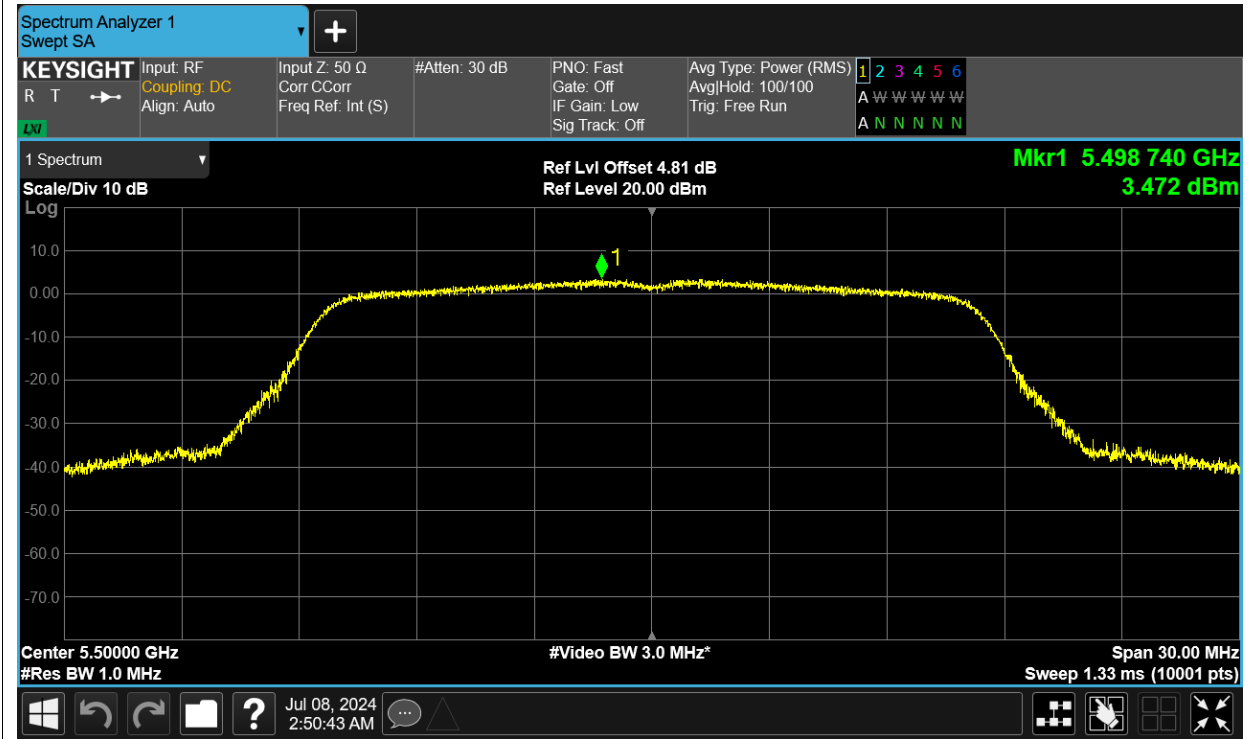 Spectrum Analyzer 1
Swept SA
KEYSIGHT Input: RF Input Z: 50 Ω #Atten: 30 dB PNO: Fast Avg Type: Power (RMS) 1 2 3 4 5 6
R T Coupling: DC Corr CCorr Gate: Off Avg|Hold: 100/100 A W W W W W
Align: Auto Freq Ref: Int (S) IF Gain: Low Trig: Free Run
LXI Sig Track: Off A N N N N N
1 Spectrum
Scale/Div 10 dB
Ref Lvl Offset 4.81 dB
Ref Level 20.00 dBm
Mkr1 5.498 740 GHz
3.472 dBm
Log
10.0
1
0.00
-10.0
-20.0
-30.0
-40.0
-50.0
-60.0
-70.0
Center 5.50000 GHz #Video BW 3.0 MHz* Span 30.00 MHz
#Res BW 1.0 MHz Sweep 1.33 ms (10001 pts)
? Jul 08, 2024
2:50:43 AM